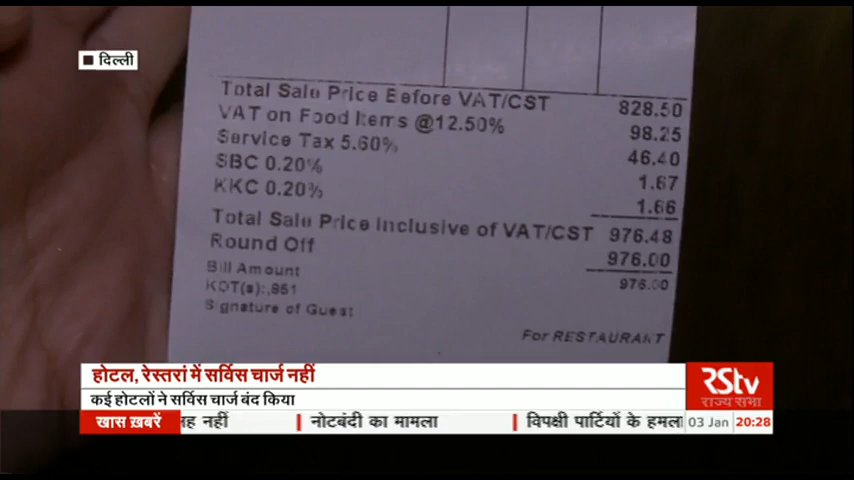 दिल्ली
Total Sale Price Before VAT/CST 828.50
VAT on Food Items @12.50% 98.25
Service Tax 5.60% 46.40
SBC 0.20% 1.67
KKC 0.20% 1.66
Total Sale Price Inclusive of VAT/CST 976.48
Round Off 976.00
Bill Amount 976.00
KOT(s):,861
Signature of Guest
For RESTAURANT
होटल, रेस्तरां में सर्विस चार्ज नहीं
कई होटलों ने सर्विस चार्ज बंद किया
RStv
राज्य सभा
खास ख़बरें नहीं | नोटबंदी का मामला | विपक्षी पार्टियों के हमला 03 Jan 20:28